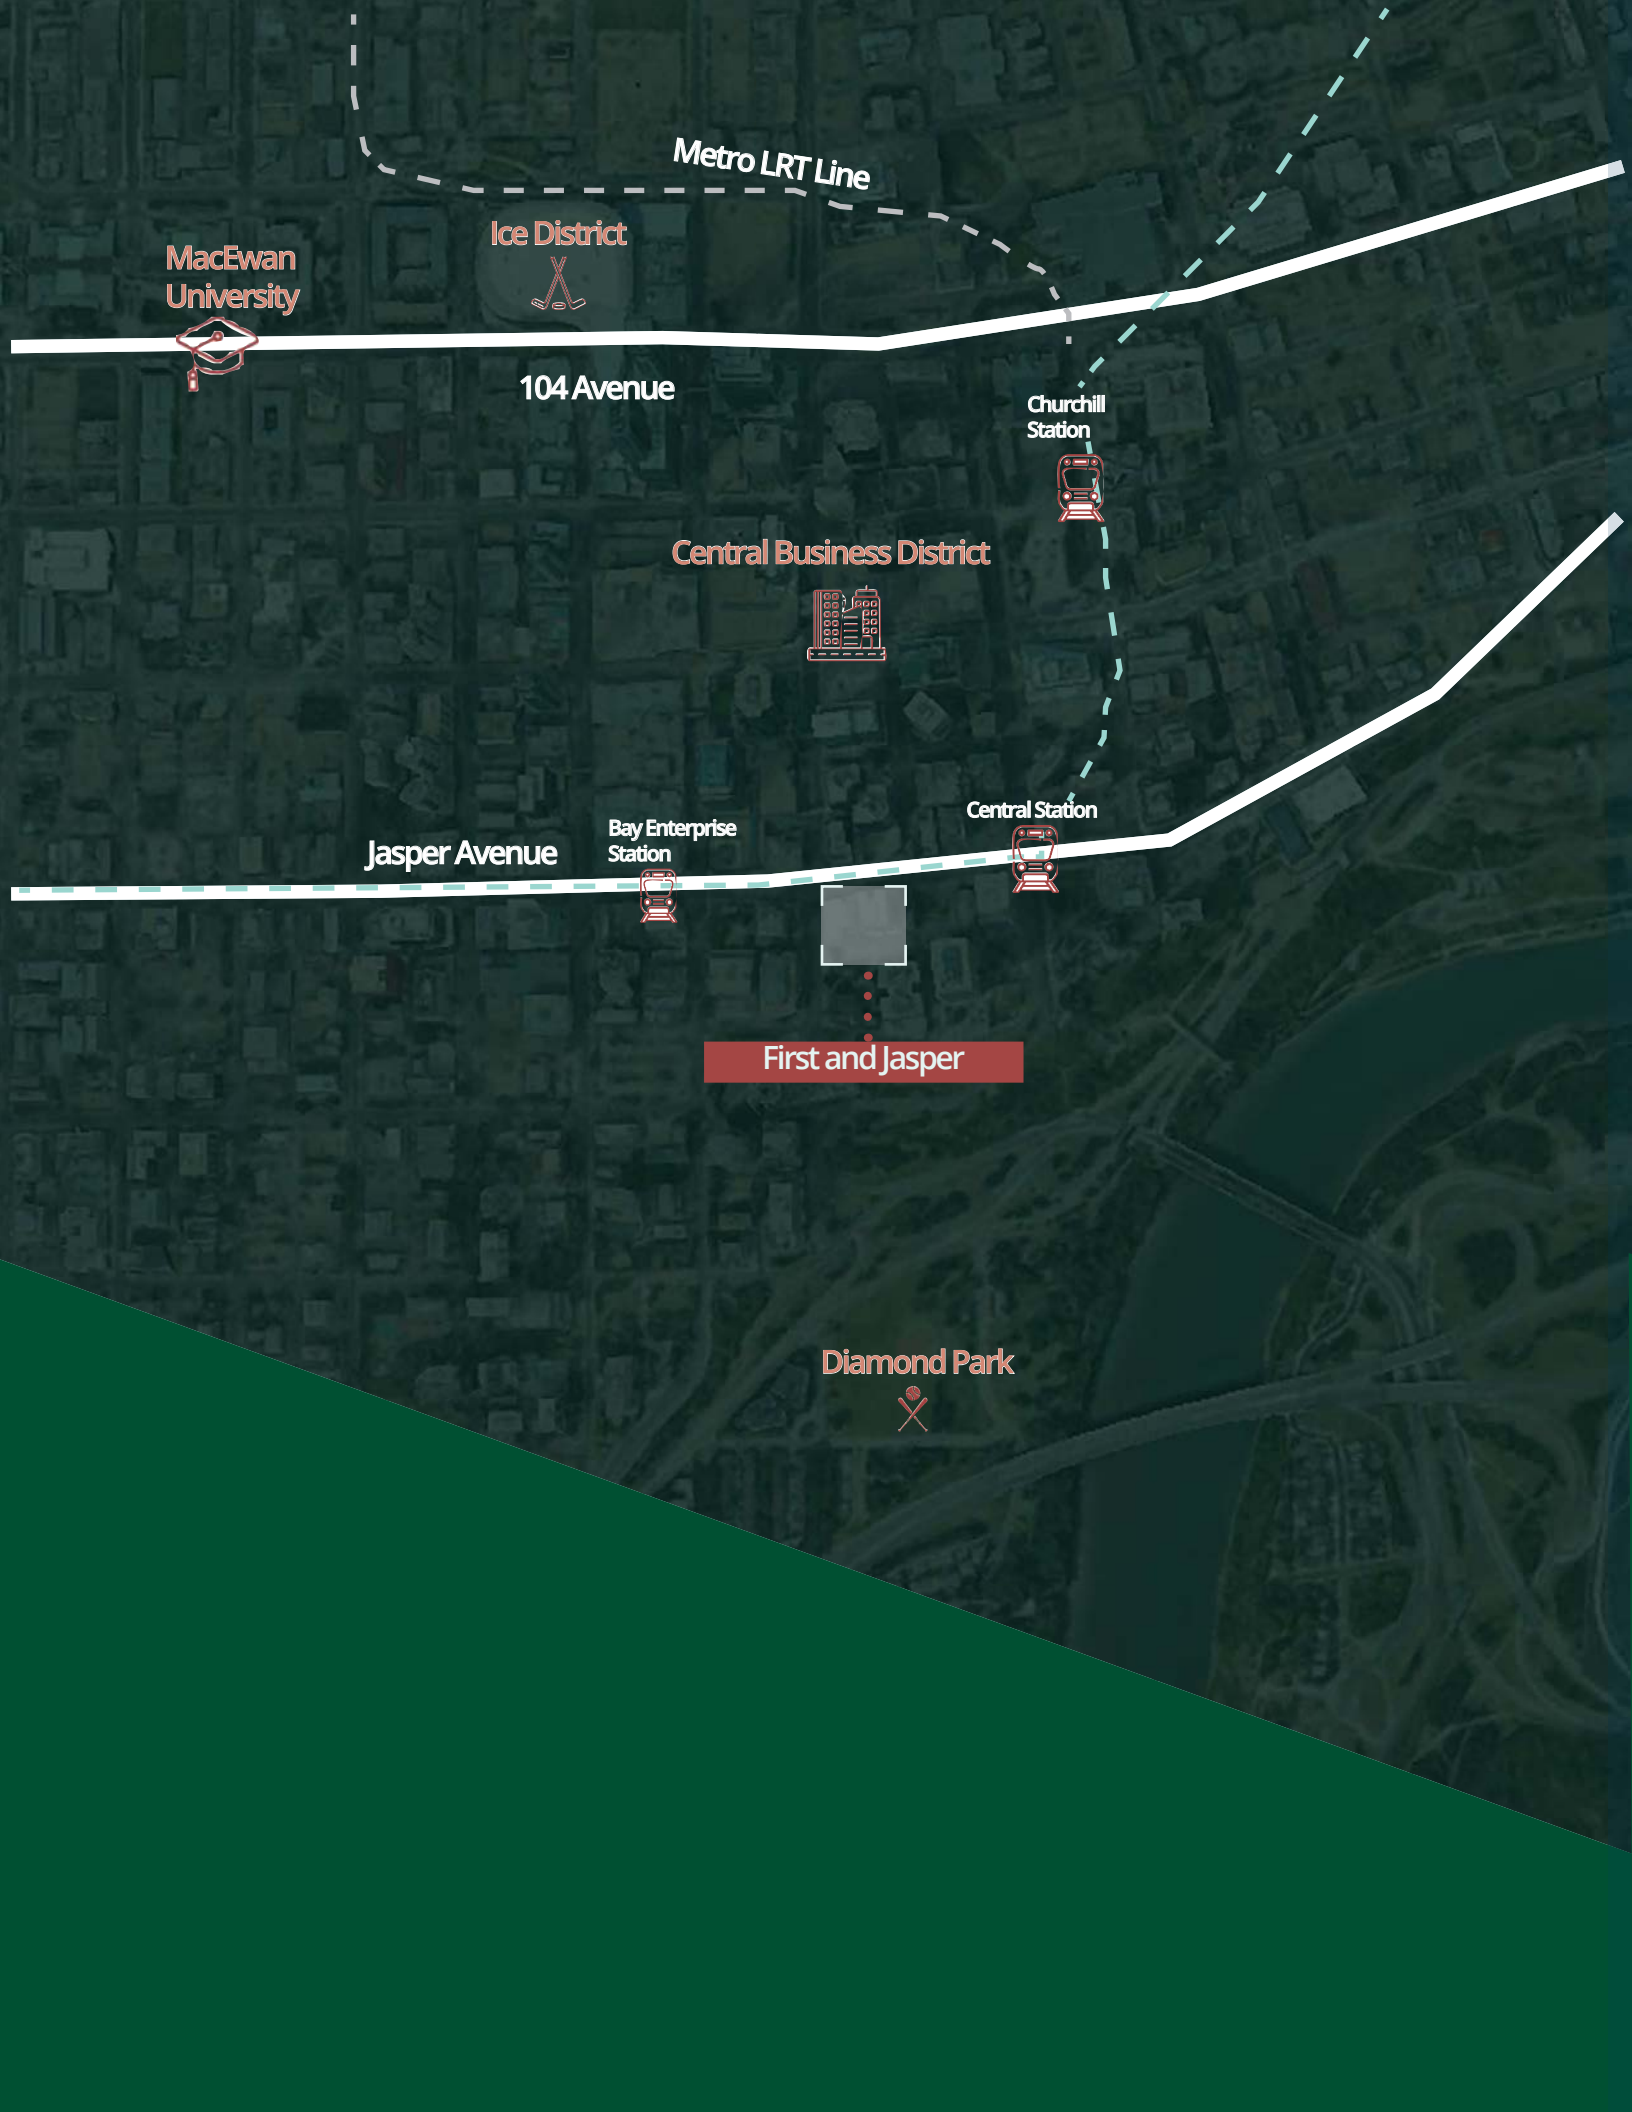 Metro LRT Line
Ice District
MacEwan
University
104 Avenue
Churchill
Station
Central Business District
Central Station
Bay Enterprise
Station
Jasper Avenue
First and Jasper
Diamond Park